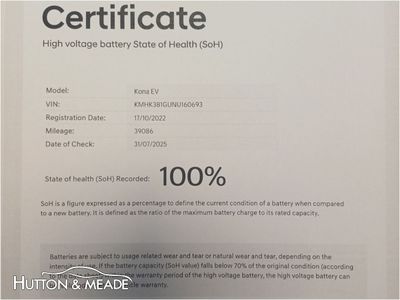 Certificate
High voltage battery State of Health (SoH)
Model: Kona EV
VIN: KMHK381GUNU160693
Registration Date: 17/10/2022
Mileage: 39086
Date of Check: 31/07/2025
State of health (SoH) Recorded: 100%
SoH is a figure expressed as a percentage to define the current condition of a battery when compared
to a new battery. It is defined as the ratio of the maximum battery charge to its rated capacity.
Batteries are subject to usage related wear and tear or natural wear and tear, depending on the
intensity of use. If the battery capacity (SoH value) falls below 70% of the original condition (according
warranty period of the high voltage battery, the high voltage battery can
warranty.
HUTTON & MEADE